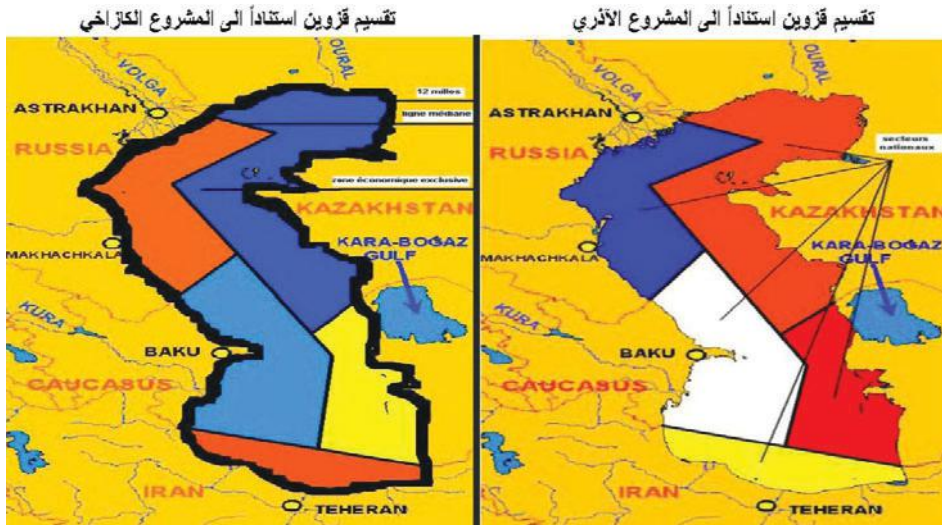 تقسيم قزوين استناداً الى المشروع الكازاخي
تقسيم قزوين استناداً الى المشروع الآذري
OURAL
VOLGA
ASTRAKHAN
12 milles
ligne médiane
RUSSIA
zone économique exclusive
KAZAKHSTAN
MAKHACHKALA
KARA-BOGAZ
GULF
KURA
BAKU
CAUCASUS
IRAN
TEHERAN
OURAL
VOLGA
ASTRAKHAN
secteurs
nationaux
RUSSIA
KAZAKHSTAN
MAKHACHKALA
KARA-BOGAZ
GULF
KURA
BAKU
CAUCASUS
IRAN
TEHERAN